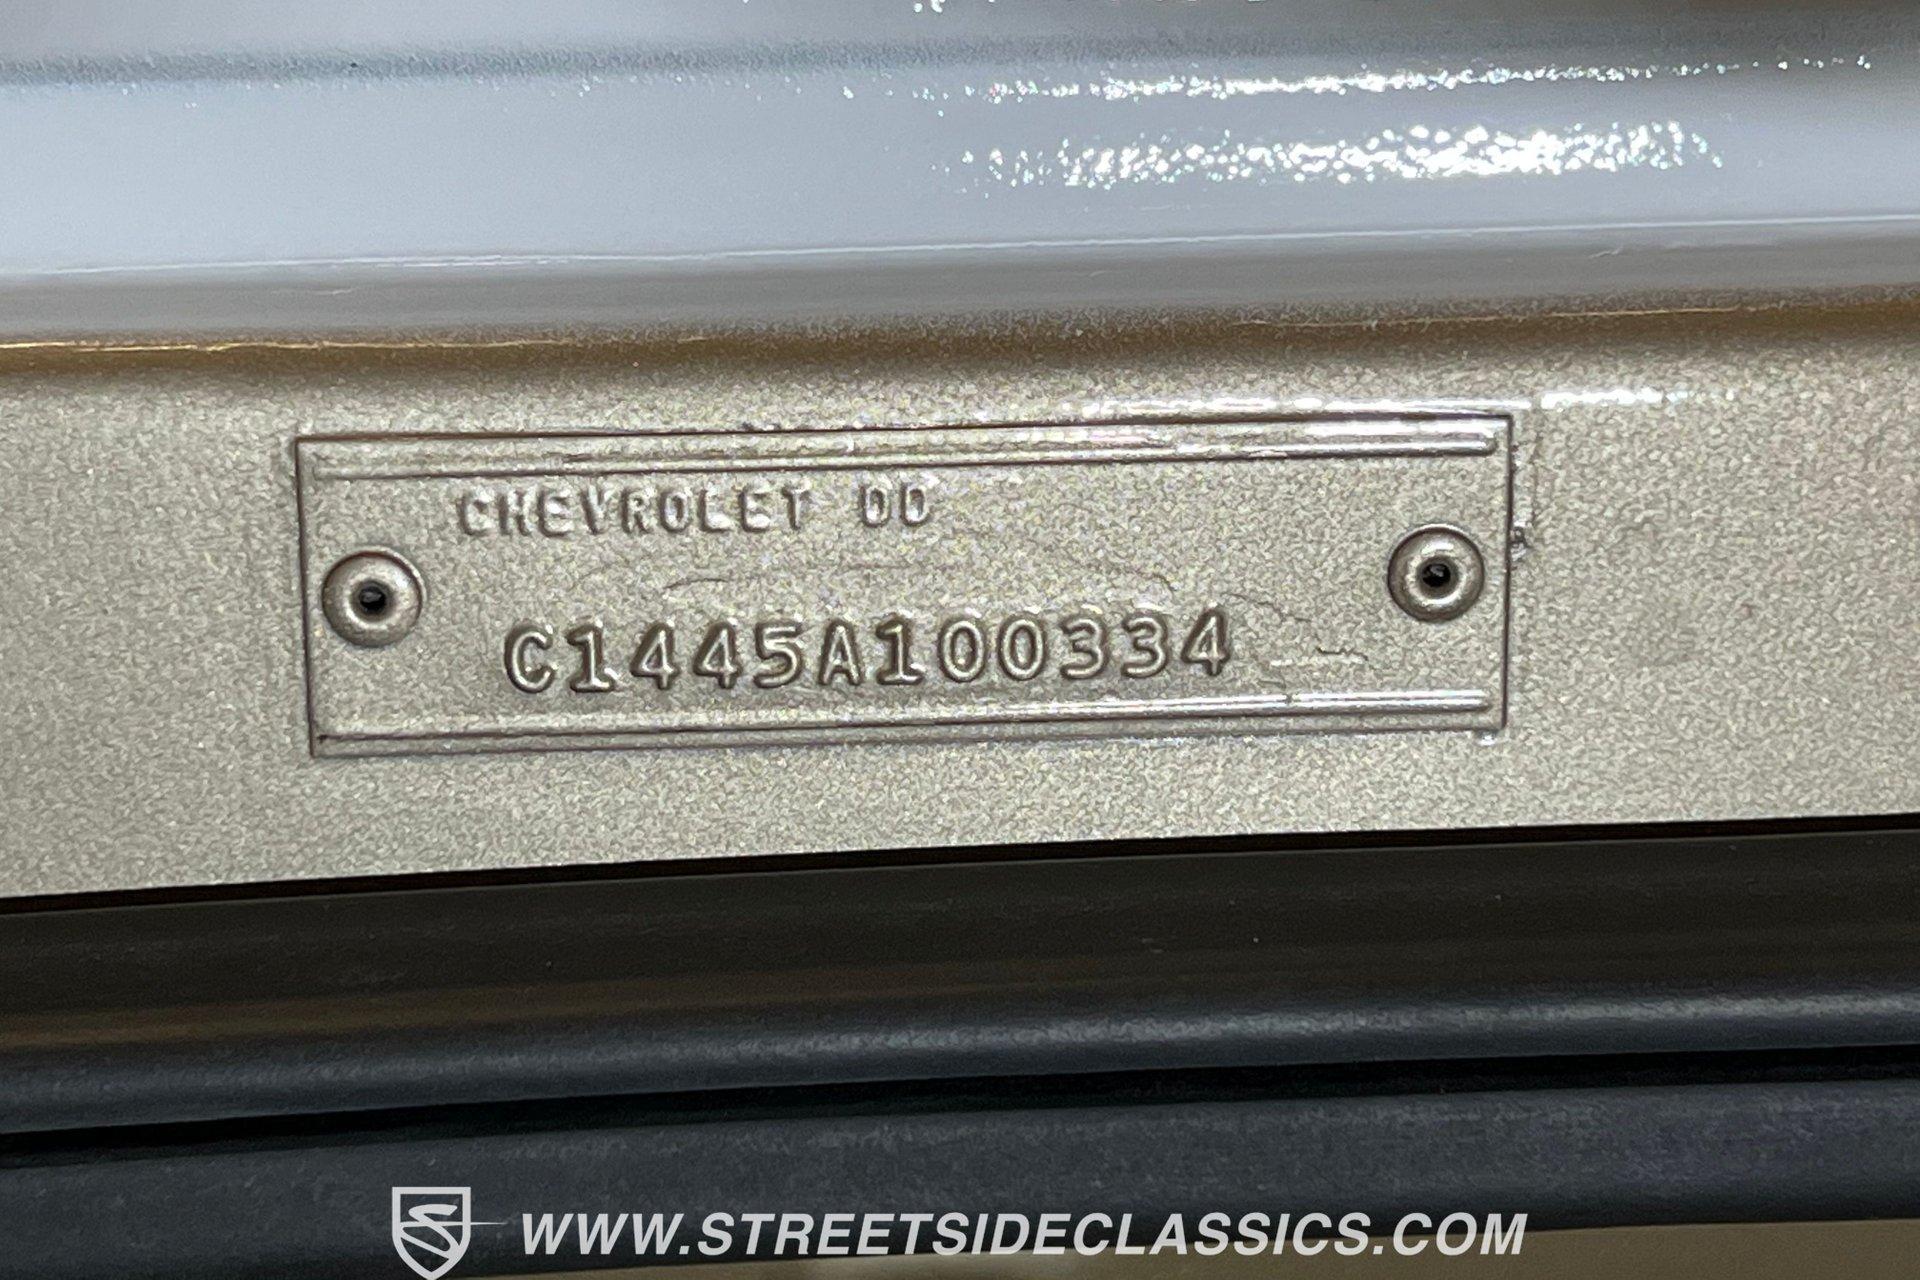 CHEVROLET DD
C1445A100334
WWW.STREETSIDECLASSICS.COM